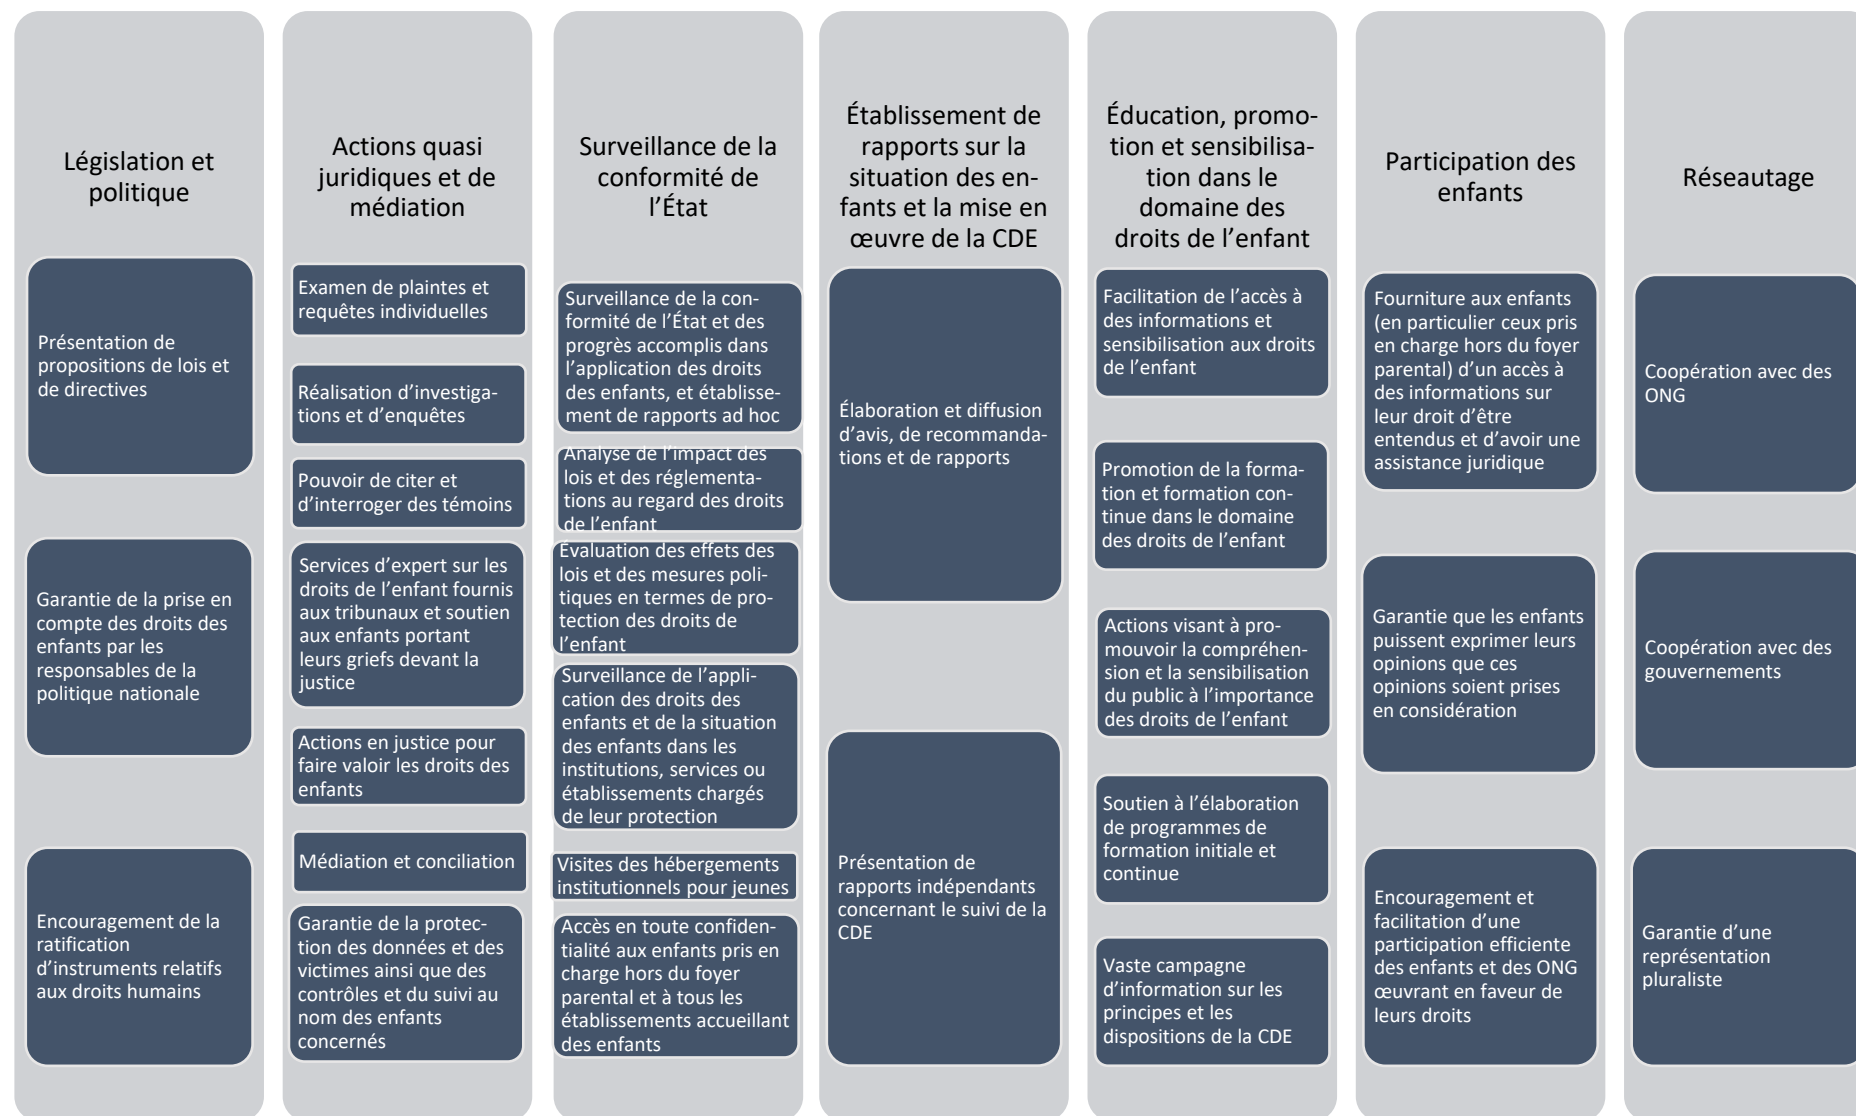 Législation et
politique
Présentation de
propositions de lois et
de directives
Garantie de la prise en
compte des droits des
enfants par les
responsables de la
politique nationale
Encouragement de la
ratification
d’instruments relatifs
aux droits humains
Actions quasi
juridiques et de
médiation
Examen de plaintes et
requêtes individuelles
Réalisation d’investiga-
tions et d’enquêtes
Pouvoir de citer et
d’interroger des témoins
Services d’expert sur les
droits de l’enfant fournis
aux tribunaux et soutien
aux enfants portant
leurs griefs devant la
justice
Actions en justice pour
faire valoir les droits des
enfants
Médiation et conciliation
Garantie de la protec-
tion des données et des
victimes ainsi que des
contrôles et du suivi au
nom des enfants
concernés
Surveillance de la
conformité de
l’État
Surveillance de la con-
formité de l’État et des
progrès accomplis dans
l’application des droits
des enfants, et établisse-
ment de rapports ad hoc
Analyse de l’impact des
lois et des réglementa-
tions au regard des droits
de l’enfant
Évaluation des effets des
lois et des mesures poli-
tiques en termes de pro-
tection des droits de
l’enfant
Surveillance de l’appli-
cation des droits des
enfants et de la situation
des enfants dans les
institutions, services ou
établissements chargés
de leur protection
Visites des hébergements
institutionnels pour jeunes
Accès en toute confiden-
tialité aux enfants pris en
charge hors du foyer
parental et à tous les
établissements accueillant
des enfants
Établissement de
rapports sur la
situation des en-
fants et la mise en
œuvre de la CDE
Élaboration et diffusion
d’avis, de recommanda-
tions et de rapports
Présentation de
rapports indépendants
concernant le suivi de la
CDE
Éducation, promo-
tion et sensibilisa-
tion dans le
domaine des
droits de l’enfant
Facilitation de l’accès à
des informations et
sensibilisation aux droits
de l’enfant
Promotion de la forma-
tion et formation con-
tinue dans le domaine
des droits de l’enfant
Actions visant à pro-
mouvoir la compréhen-
sion et la sensibilisation
du public à l’importance
des droits de l’enfant
Soutien à l’élaboration
de programmes de
formation initiale et
continue
Vaste campagne
d’information sur les
principes et les
dispositions de la CDE
Participation des
enfants
Fourniture aux enfants
(en particulier ceux pris
en charge hors du foyer
parental) d’un accès à
des informations sur
leur droit d’être
entendus et d’avoir une
assistance juridique
Garantie que les enfants
puissent exprimer leurs
opinions que ces
opinions soient prises
en considération
Encouragement et
facilitation d’une
participation efficiente
des enfants et des ONG
œuvrant en faveur de
leurs droits
Réseautage
Coopération avec des
ONG
Coopération avec des
gouvernements
Garantie d’une
représentation
pluraliste